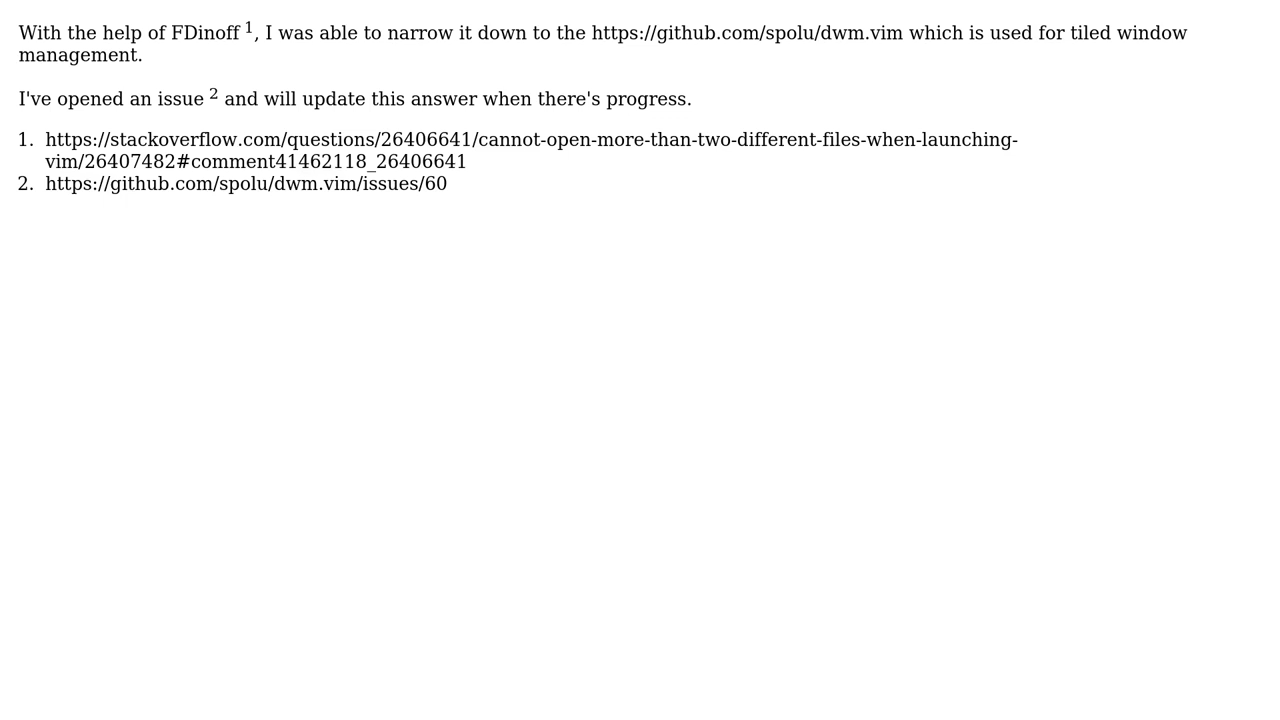 With the help of FDinoff 1, I was able to narrow it down to the https://github.com/spolu/dwm.vim which is used for tiled window
management.
I've opened an issue 2 and will update this answer when there's progress.
1. https://stackoverflow.com/questions/26406641/cannot-open-more-than-two-different-files-when-launching-
vim/26407482#comment41462118_26406641
2. https://github.com/spolu/dwm.vim/issues/60